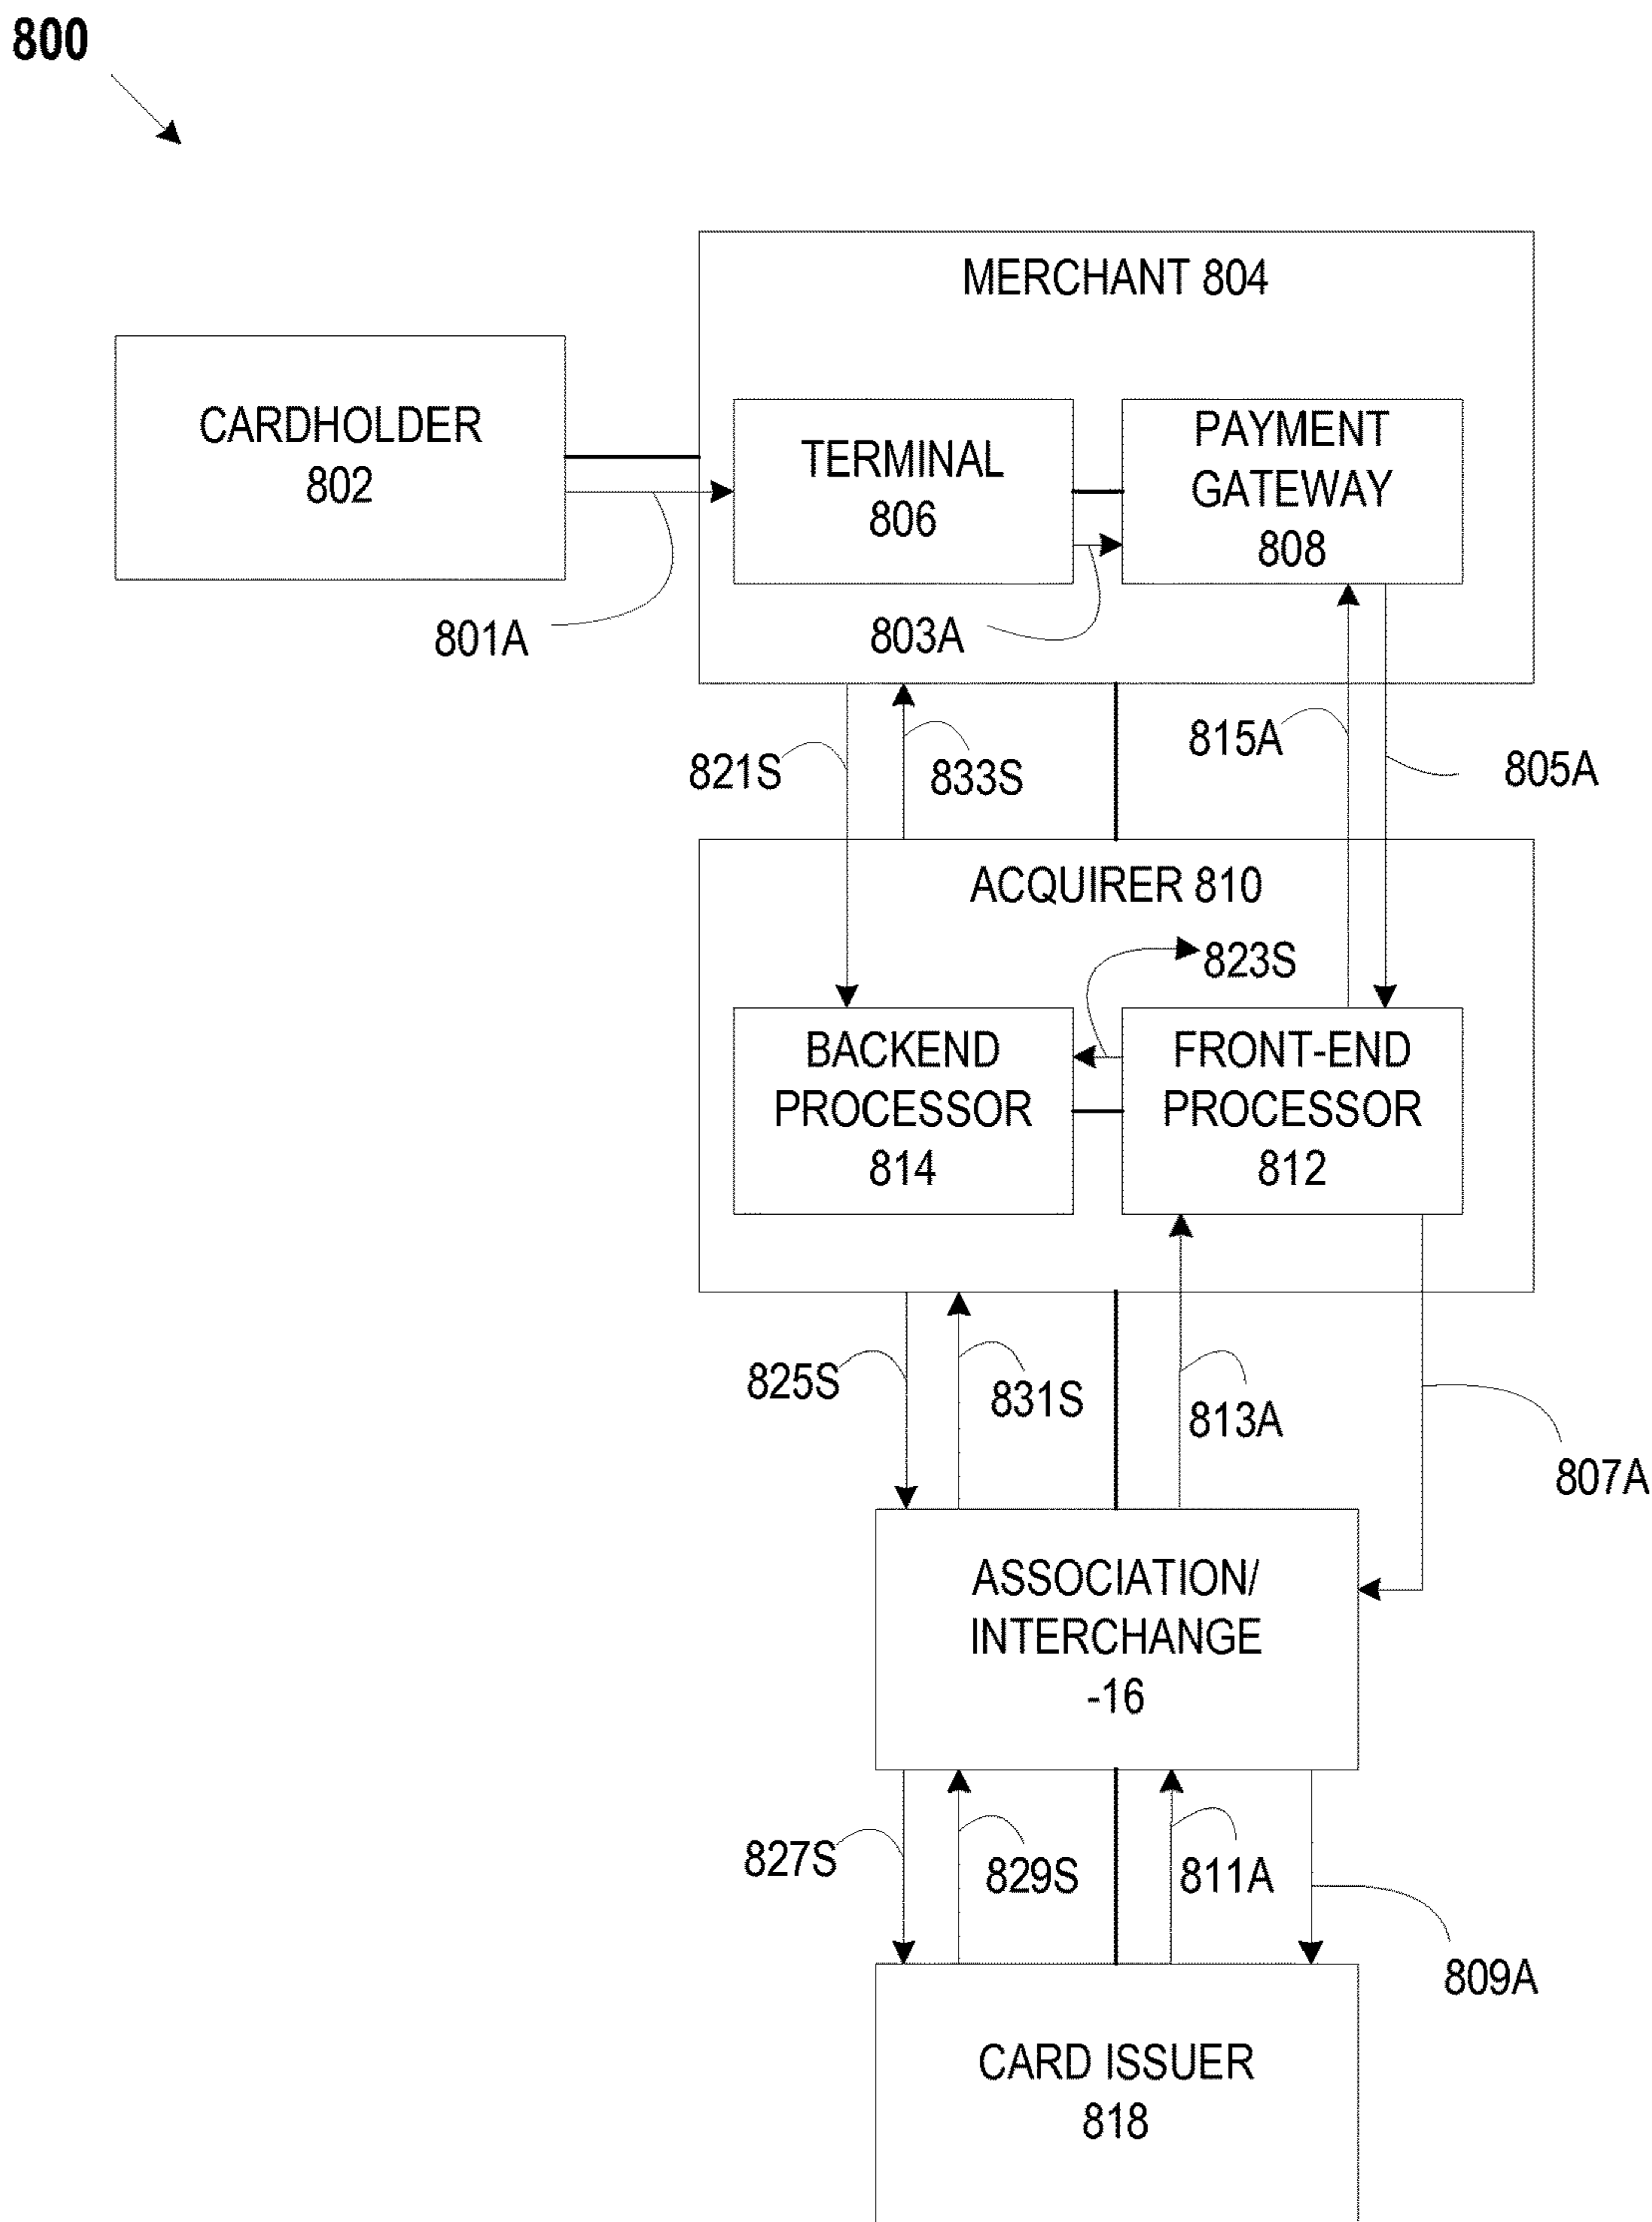 800
MERCHANT 804
CARDHOLDER
802
TERMINAL
806
PAYMENT
GATEWAY
808
801A
803A
821S
833S
815A
805A
ACQUIRER 810
823S
BACKEND
PROCESSOR
814
FRONT-END
PROCESSOR
812
825S
831S
813A
807A
ASSOCIATION/
INTERCHANGE
-16
827S
829S
811A
809A
CARD ISSUER
818